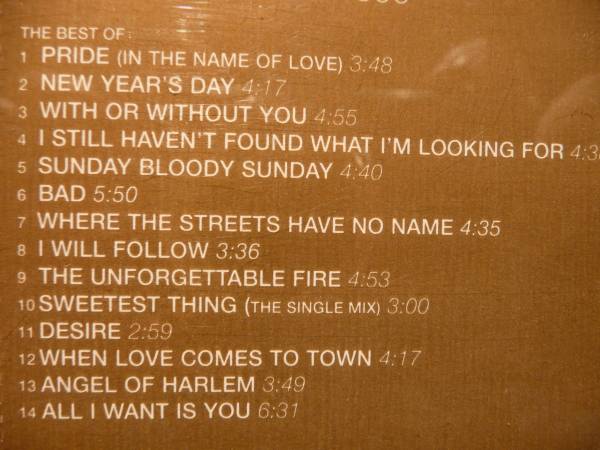 THE BEST OF:
1 PRIDE (IN THE NAME OF LOVE) 3:48
2 NEW YEAR'S DAY 4:17
3 WITH OR WITHOUT YOU 4:55
4 I STILL HAVEN'T FOUND WHAT I'M LOOKING FOR
5 SUNDAY BLOODY SUNDAY 4:40
6 BAD 5:50
7 WHERE THE STREETS HAVE NO NAME 4:35
8 I WILL FOLLOW 3:36
9 THE UNFORGETTABLE FIRE 4:53
10 SWEETEST THING (THE SINGLE MIX) 3:00
11 DESIRE 2:59
12 WHEN LOVE COMES TO TOWN 4:17
13 ANGEL OF HARLEM 3:49
14 ALL I WANT IS YOU 6:31